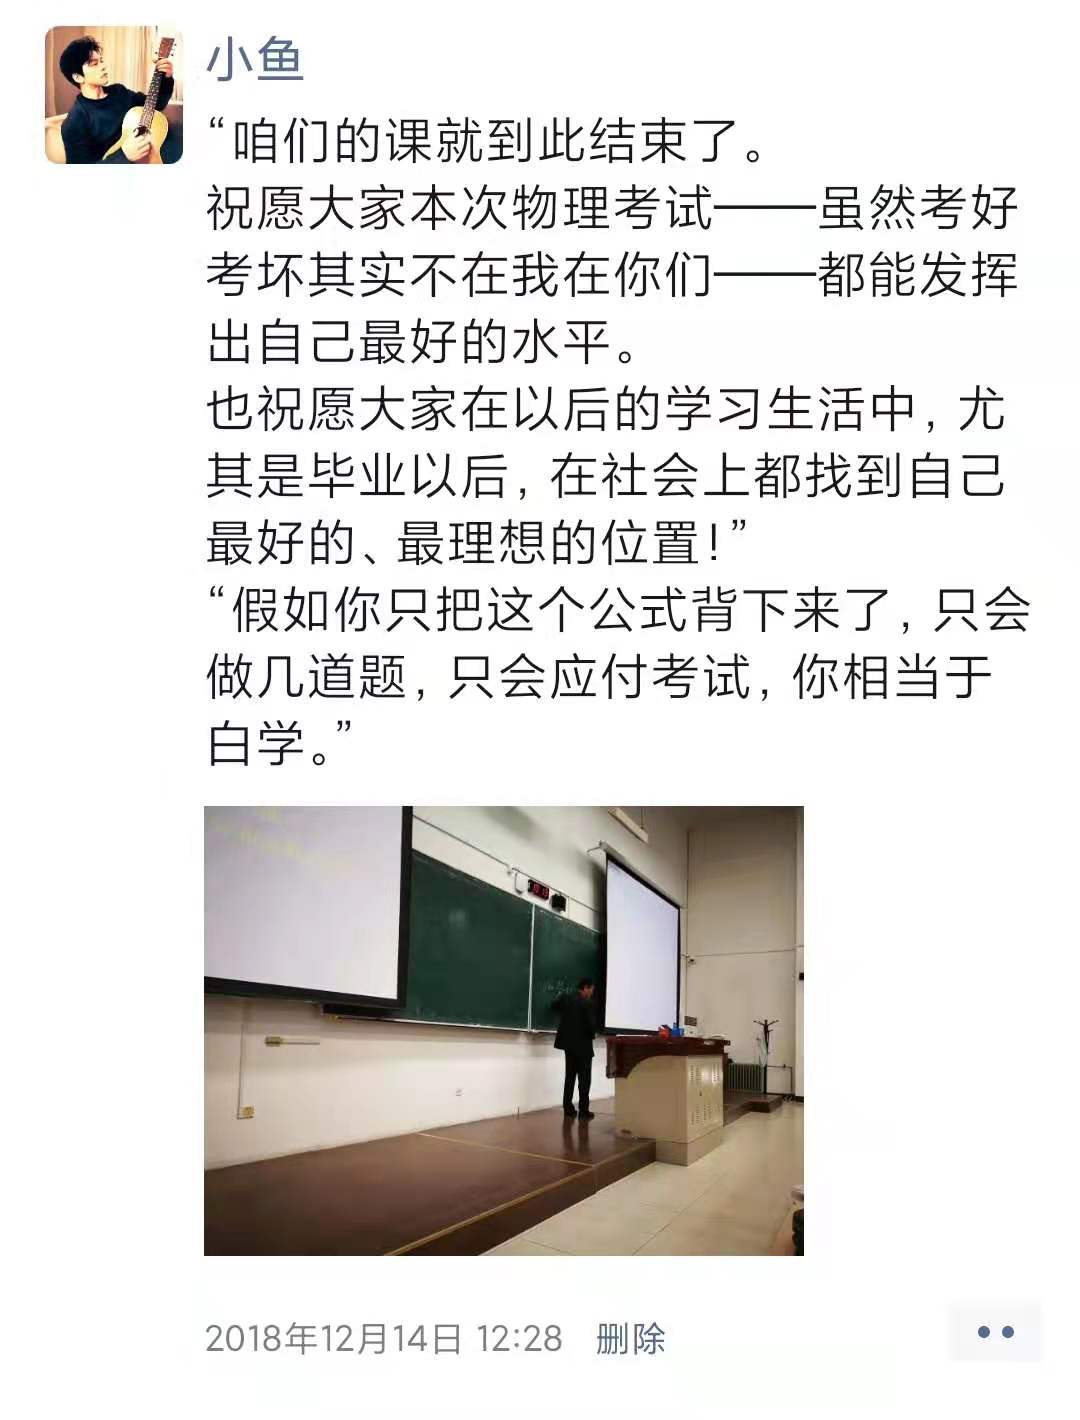 小鱼
“咱们的课就到此结束了。
祝愿大家本次物理考试——虽然考好
考坏其实不在我在你们——都能发挥
出自己最好的水平。
也祝愿大家在以后的学习生活中，尤
其是毕业以后，在社会上都找到自己
最好的、最理想的位置！”
“假如你只把这个公式背下来了，只会
做几道题，只会应付考试，你相当于
白学。”
2018年12月14日 12:28 删除